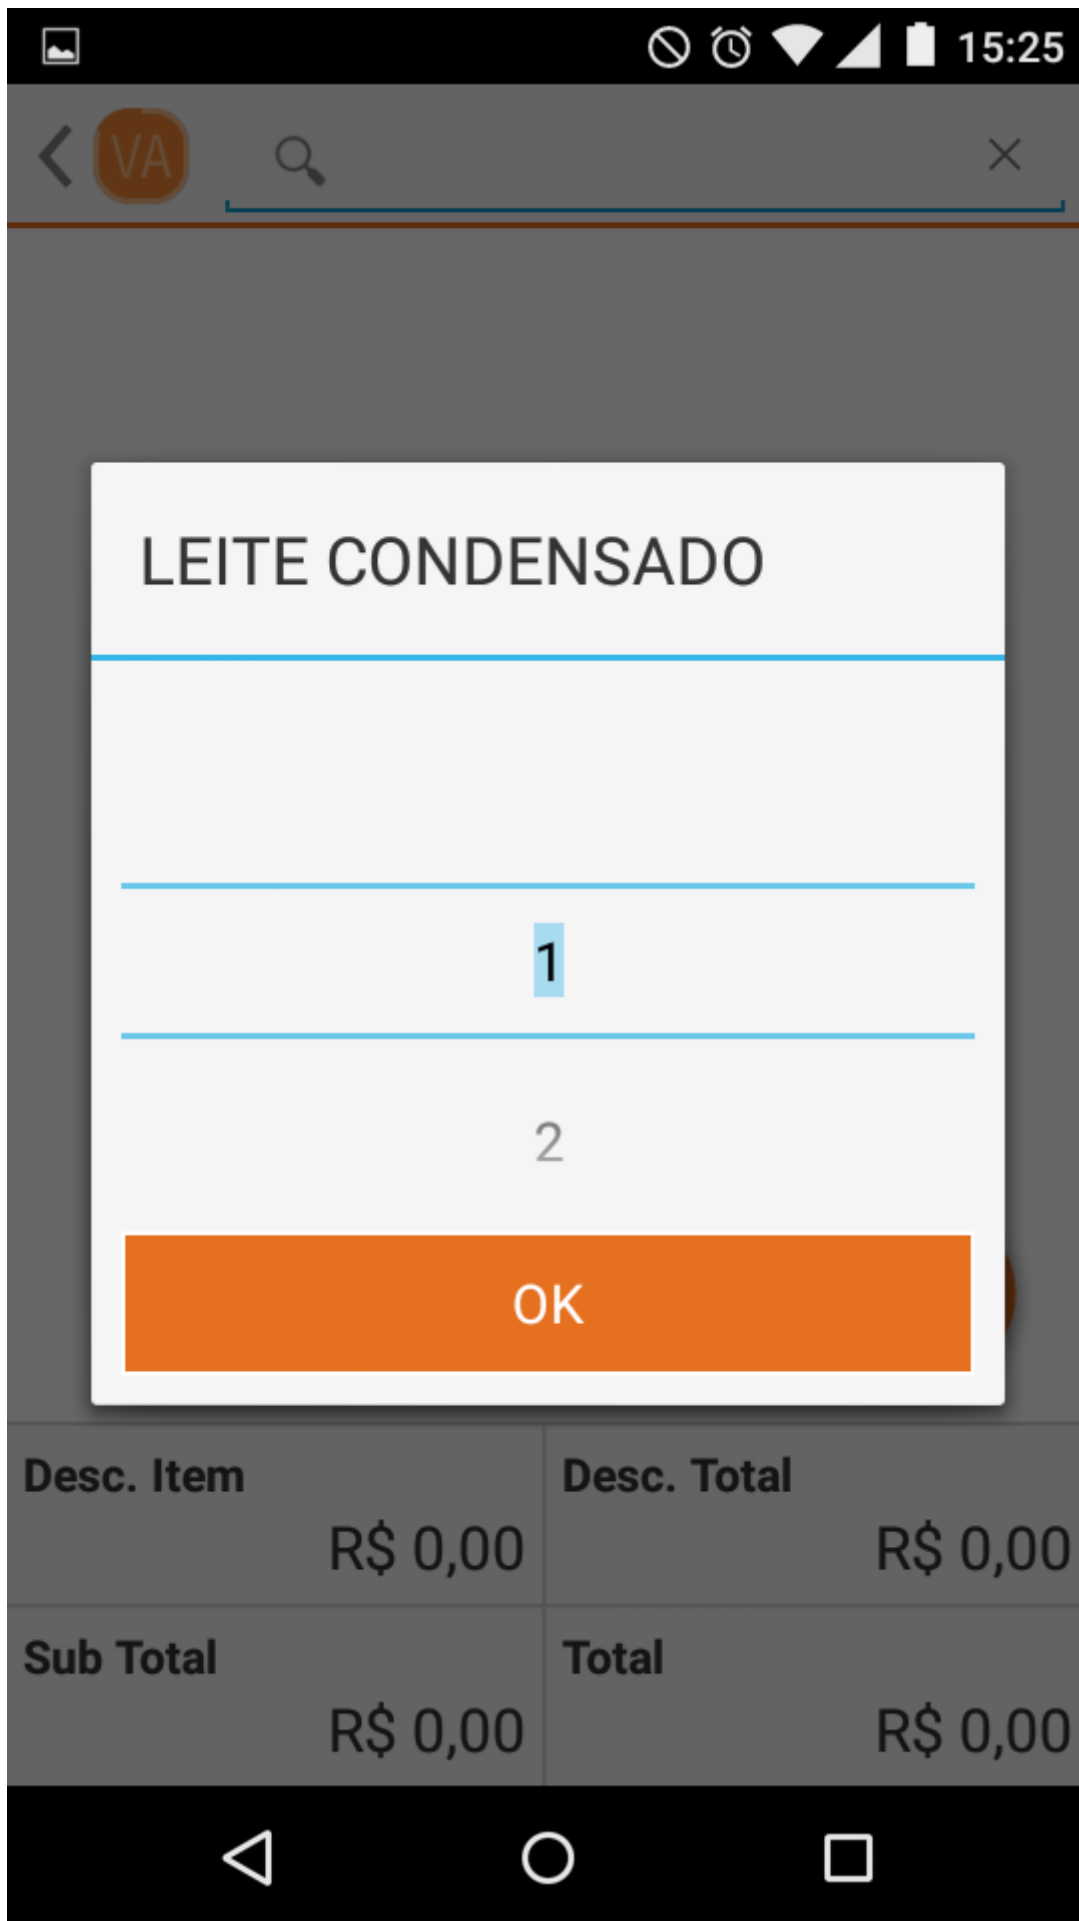 15:25
VA
LEITE CONDENSADO
1
2
OK
Desc. Item
Desc. Total
R$ 0,00
R$ 0,00
Sub Total
Total
R$ 0,00
R$ 0,00